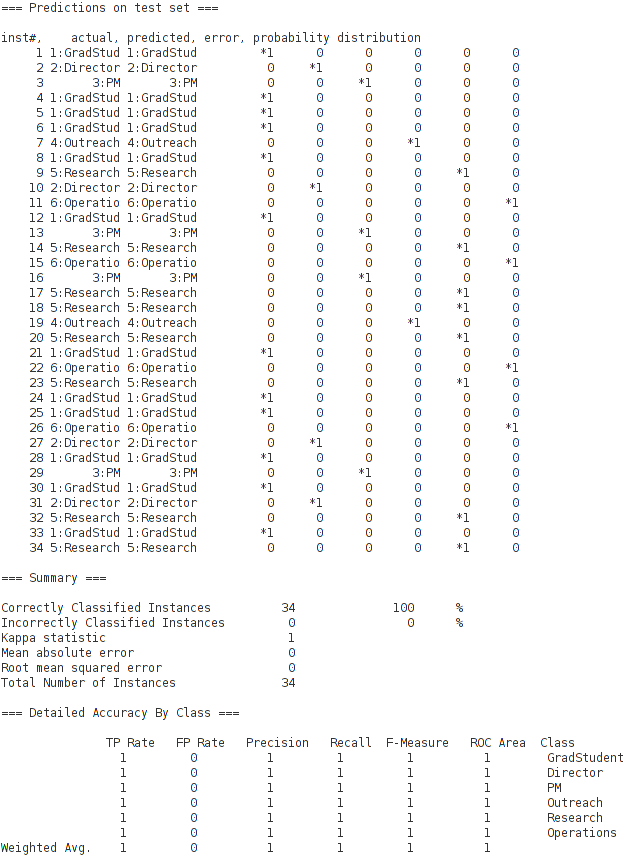 === Predictions on test set ===
inst#,    actual, predicted, error, probability distribution
     1 1:GradStud 1:GradStud         *1      0      0      0      0      0
     2 2:Director 2:Director          0     *1      0      0      0      0
     3       3:PM       3:PM          0      0     *1      0      0      0
     4 1:GradStud 1:GradStud         *1      0      0      0      0      0
     5 1:GradStud 1:GradStud         *1      0      0      0      0      0
     6 1:GradStud 1:GradStud         *1      0      0      0      0      0
     7 4:Outreach 4:Outreach          0      0      0     *1      0      0
     8 1:GradStud 1:GradStud         *1      0      0      0      0      0
     9 5:Research 5:Research          0      0      0      0     *1      0
    10 2:Director 2:Director          0     *1      0      0      0      0
    11 6:Operatio 6:Operatio          0      0      0      0      0     *1
    12 1:GradStud 1:GradStud         *1      0      0      0      0      0
    13       3:PM       3:PM          0      0     *1      0      0      0
    14 5:Research 5:Research          0      0      0      0     *1      0
    15 6:Operatio 6:Operatio          0      0      0      0      0     *1
    16       3:PM       3:PM          0      0     *1      0      0      0
    17 5:Research 5:Research          0      0      0      0     *1      0
    18 5:Research 5:Research          0      0      0      0     *1      0
    19 4:Outreach 4:Outreach          0      0      0     *1      0      0
    20 5:Research 5:Research          0      0      0      0     *1      0
    21 1:GradStud 1:GradStud         *1      0      0      0      0      0
    22 6:Operatio 6:Operatio          0      0      0      0      0     *1
    23 5:Research 5:Research          0      0      0      0     *1      0
    24 1:GradStud 1:GradStud         *1      0      0      0      0      0
    25 1:GradStud 1:GradStud         *1      0      0      0      0      0
    26 6:Operatio 6:Operatio          0      0      0      0      0     *1
    27 2:Director 2:Director          0     *1      0      0      0      0
    28 1:GradStud 1:GradStud         *1      0      0      0      0      0
    29       3:PM       3:PM          0      0     *1      0      0      0
    30 1:GradStud 1:GradStud         *1      0      0      0      0      0
    31 2:Director 2:Director          0     *1      0      0      0      0
    32 5:Research 5:Research          0      0      0      0     *1      0
    33 1:GradStud 1:GradStud         *1      0      0      0      0      0
    34 5:Research 5:Research          0      0      0      0     *1      0
=== Summary ===
Correctly Classified Instances          34              100      %
Incorrectly Classified Instances         0                0      %
Kappa statistic                          1
Mean absolute error                      0
Root mean squared error                  0
Total Number of Instances               34
=== Detailed Accuracy By Class ===
               TP Rate   FP Rate   Precision   Recall  F-Measure   ROC Area  Class
                 1         0         1         1         1          1        GradStudent
                 1         0         1         1         1          1        Director
                 1         0         1         1         1          1        PM
                 1         0         1         1         1          1        Outreach
                 1         0         1         1         1          1        Research
                 1         0         1         1         1          1        Operations
Weighted Avg.    1         0         1         1         1          1